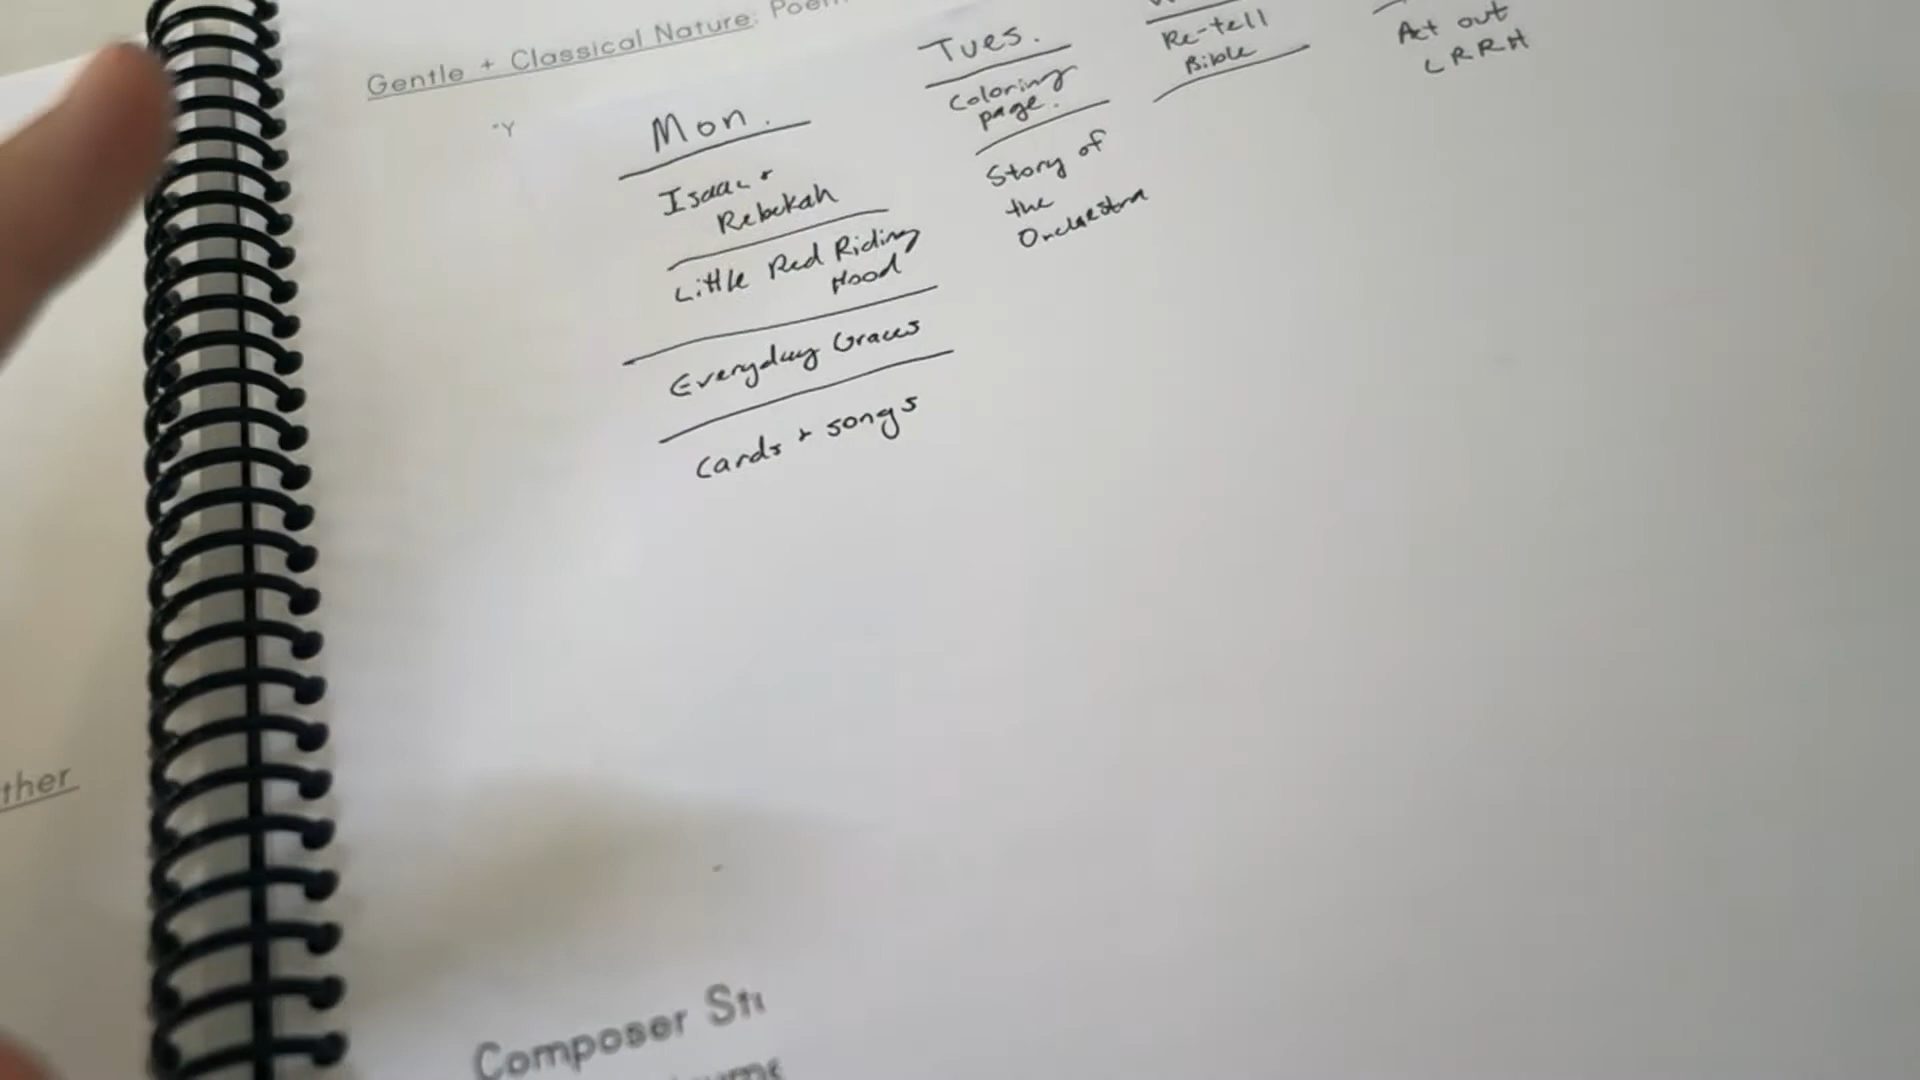 Gentle + Classical Nature: Poem
Mon.
Isaac +
Rebekah
Little Red Riding
Hood
Everyday Graces
Cards + songs
Tues.
Coloring
page.
Story of
the
Orchestra
Re-tell
Bible
Act out
LRRH
ther
Composer